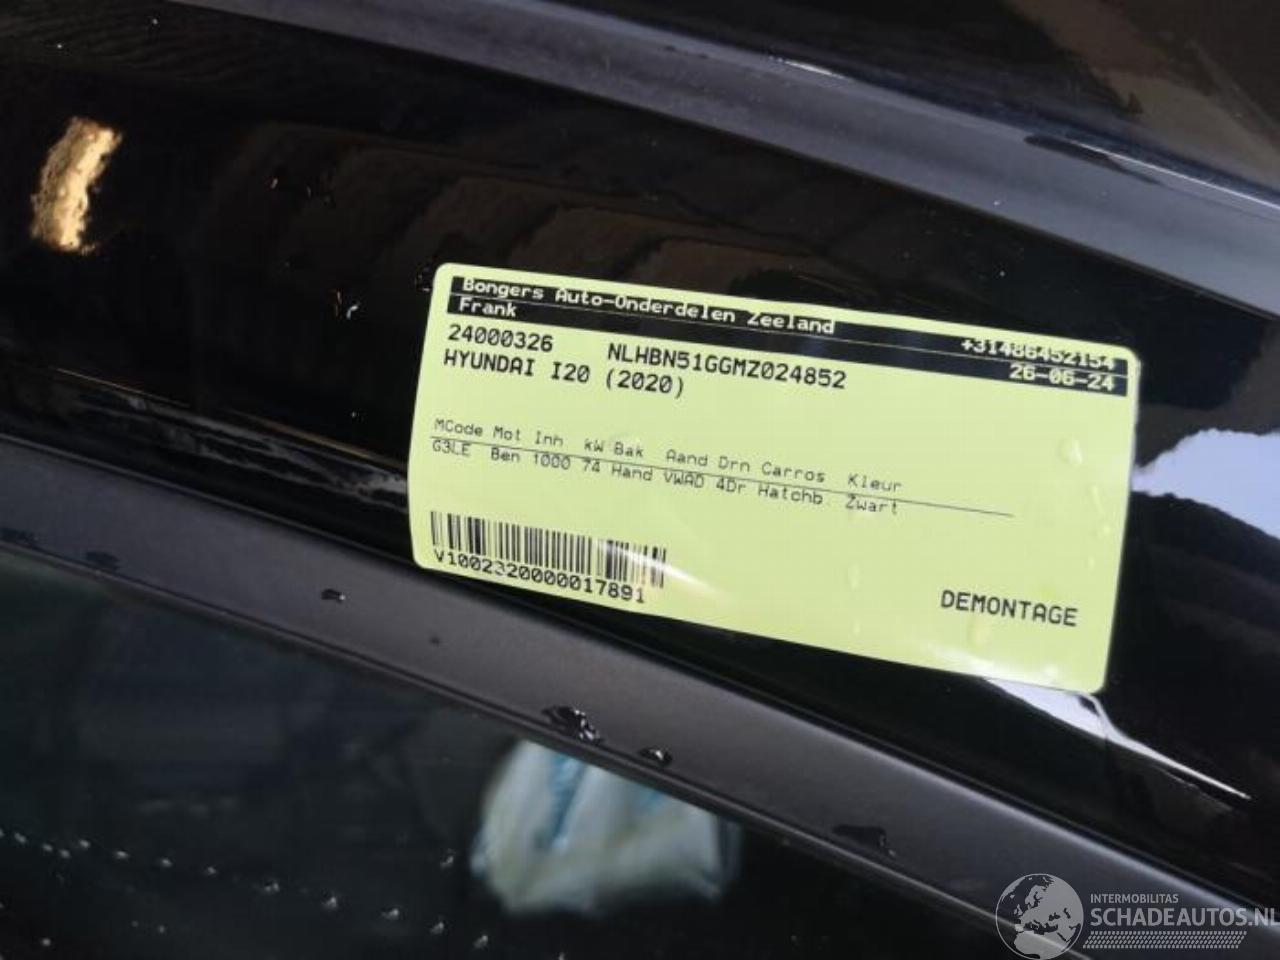 Bongers Auto-Onderdelen Zeeland +31486452154
Frank 26-06-24
24000326 NLHBN51GGMZ024852
HYUNDAI I20 (2020)
MCode Mot Inh kW Bak Aand Drn Carros Kleur
G3LE Ben 1000 74 Hand VWAD 4Dr Hatchb. Zwart
V1002320000017891
DEMONTAGE
INTERMOBILITAS
SCHADEAUTOS.NL